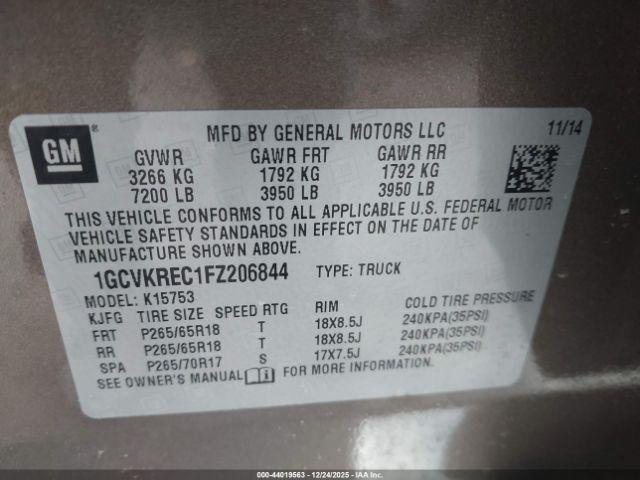 GM
MFD BY GENERAL MOTORS LLC 11/14
GVWR GAWR FRT GAWR RR
3266 KG 1792 KG 1792 KG
7200 LB 3950 LB 3950 LB
THIS VEHICLE CONFORMS TO ALL APPLICABLE U.S. FEDERAL MOTOR
VEHICLE SAFETY STANDARDS IN EFFECT ON THE DATE OF
MANUFACTURE SHOWN ABOVE.
1GCVKREC1FZ206844 TYPE: TRUCK
MODEL: K15753
KJFG TIRE SIZE SPEED RTG RIM COLD TIRE PRESSURE
FRT P265/65R18 T 18X8.5J 240KPA(35PSI)
RR P265/65R18 T 18X8.5J 240KPA(35PSI)
SPA P265/70R17 S 17X7.5J 240KPA(35PSI)
SEE OWNER'S MANUAL FOR MORE INFORMATION.
000-44019563 - 12/24/2025 - IAA Inc.